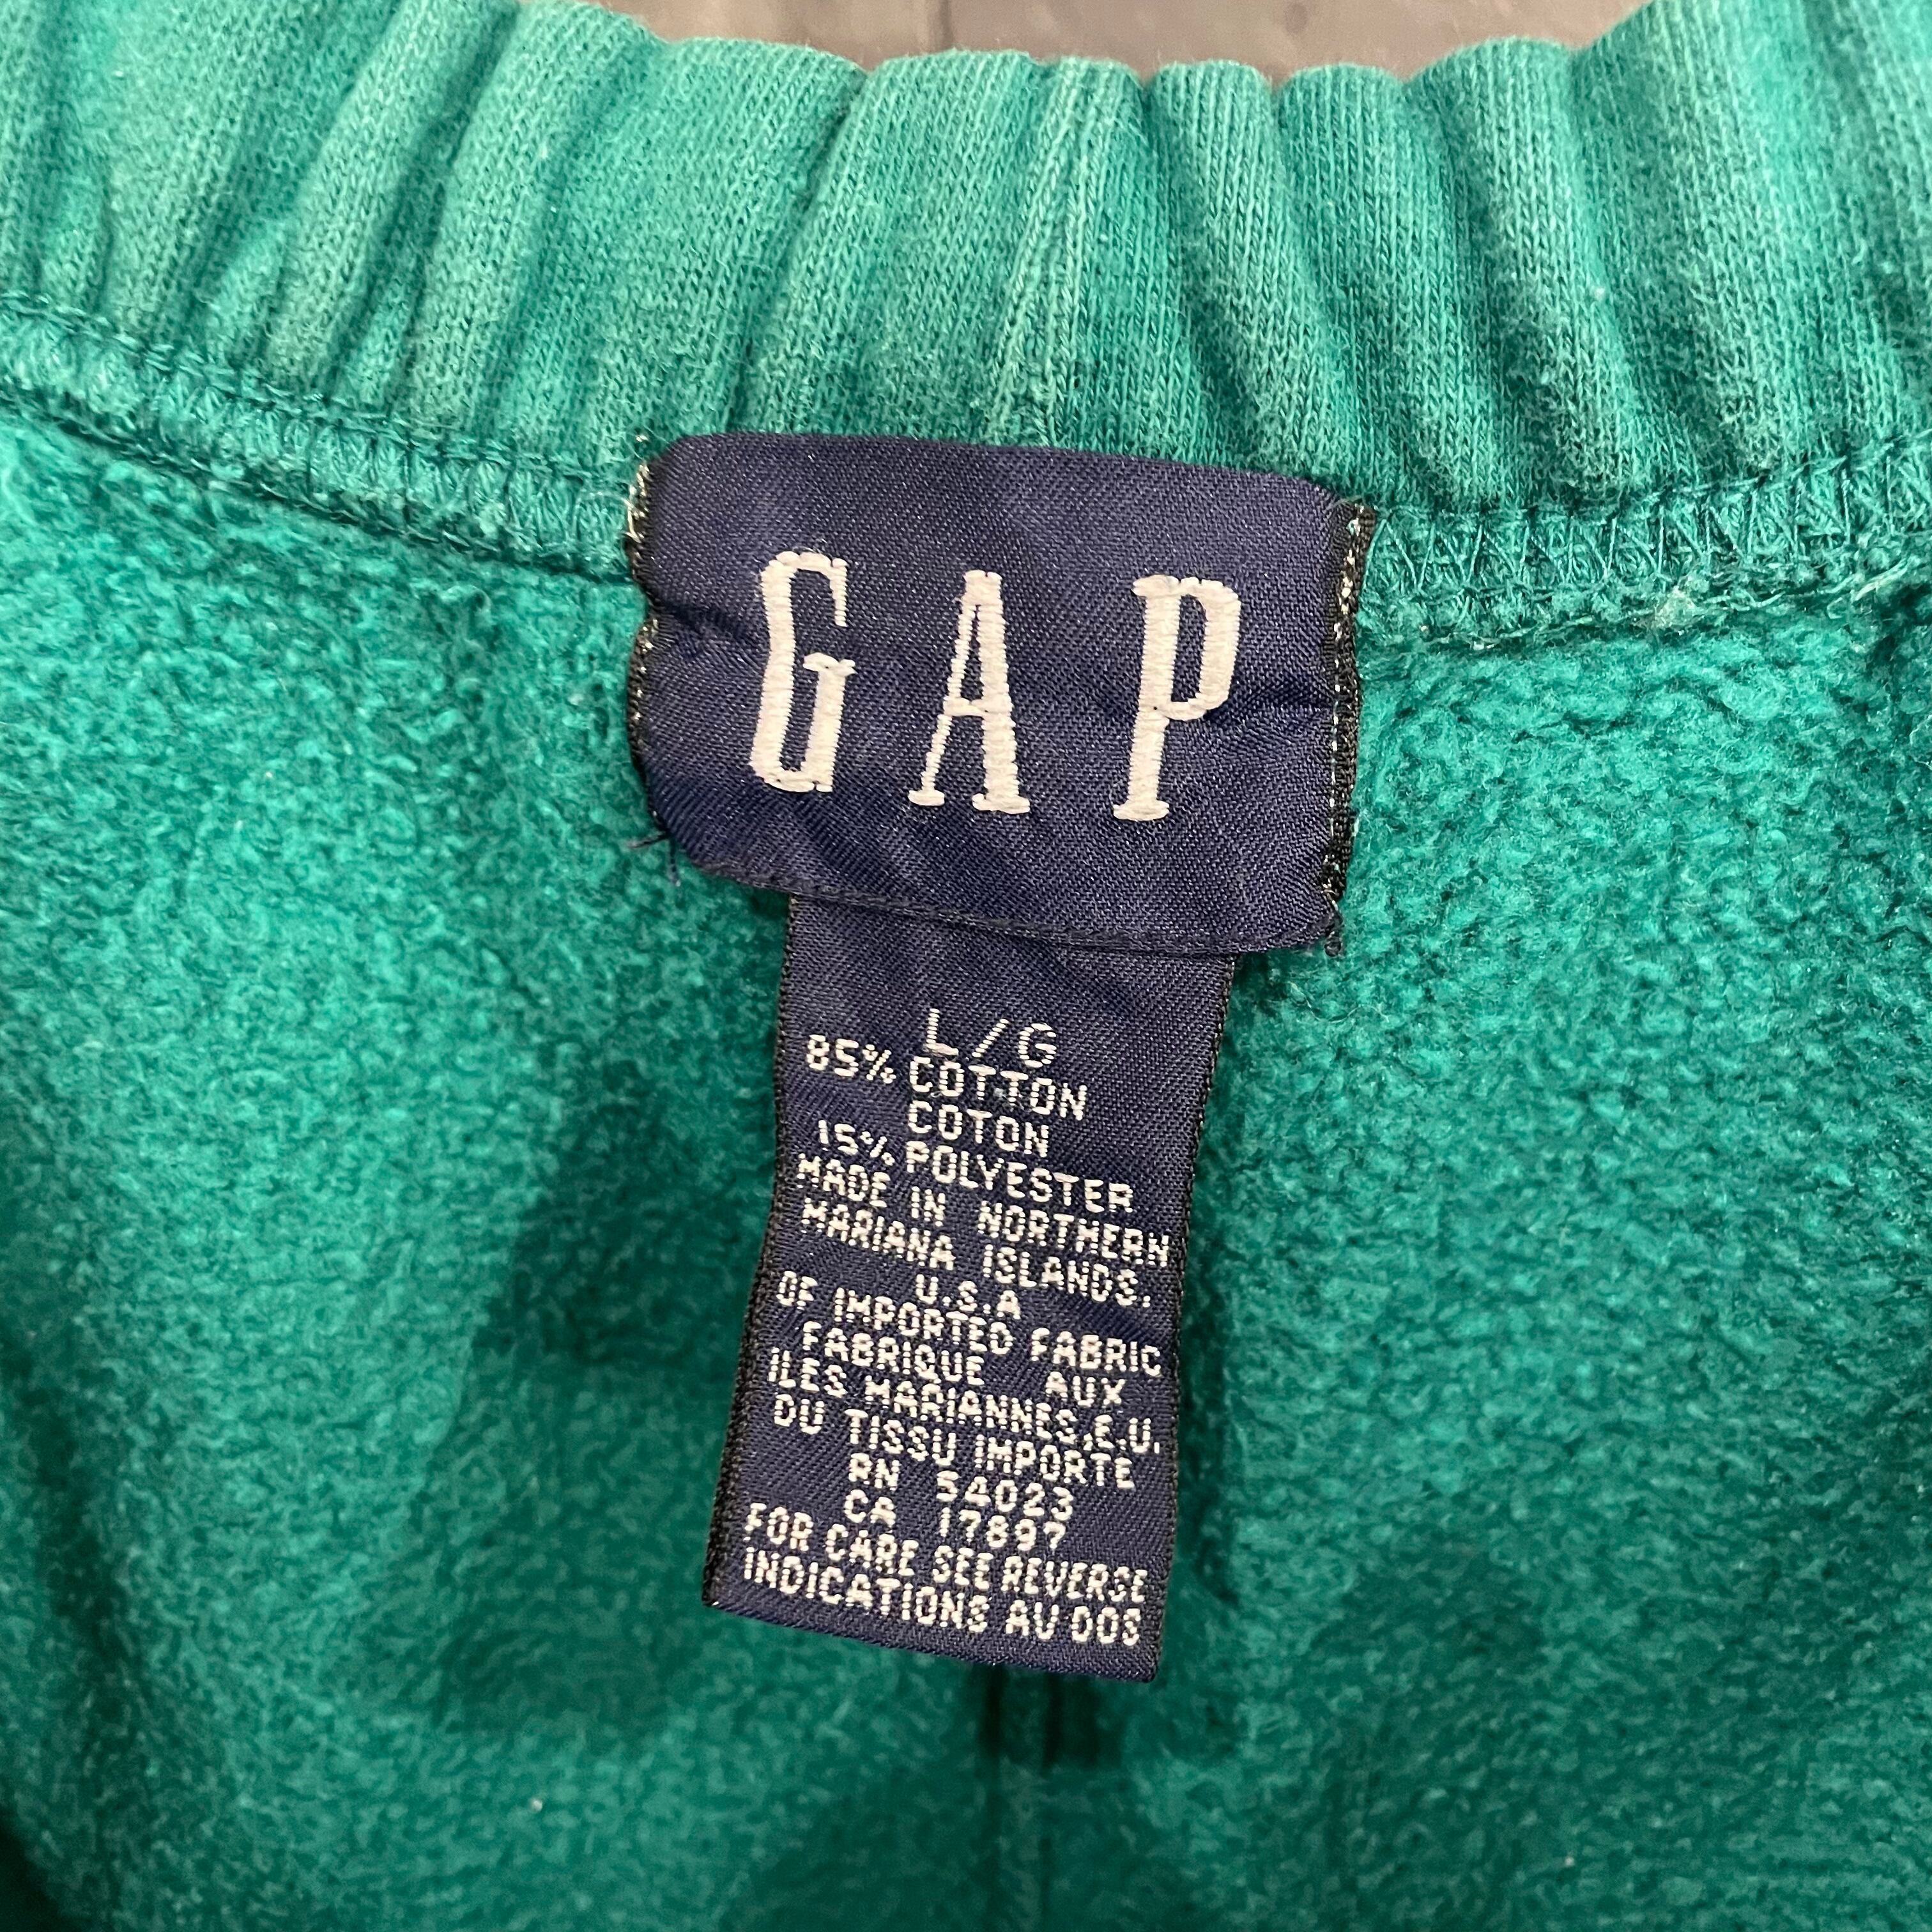 GAP
L/G
85% COTTON
COTON
15% POLYESTER
MADE IN NORTHERN
MARIANA ISLANDS.
U.S.A
OF IMPORTED FABRIC
FABRIQUE AUX
ILES MARIANNES,E.U.
DU TISSU IMPORTE
RN 54023
CA 17897
FOR CARE SEE REVERSE
INDICATIONS AU DOS